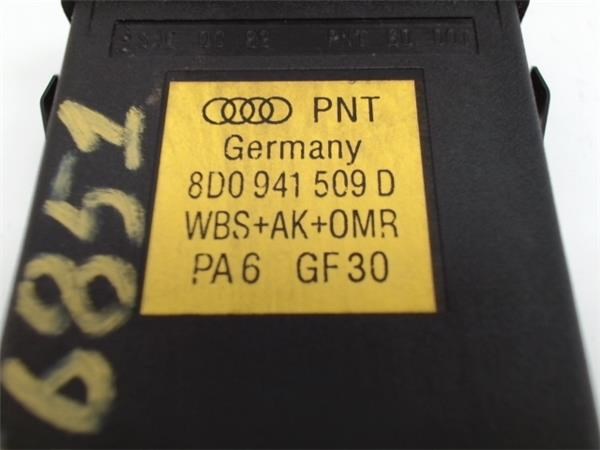 PNT
Germany
8D0 941 509 D
WBS+AK+OMR
PA6 GF30
6851